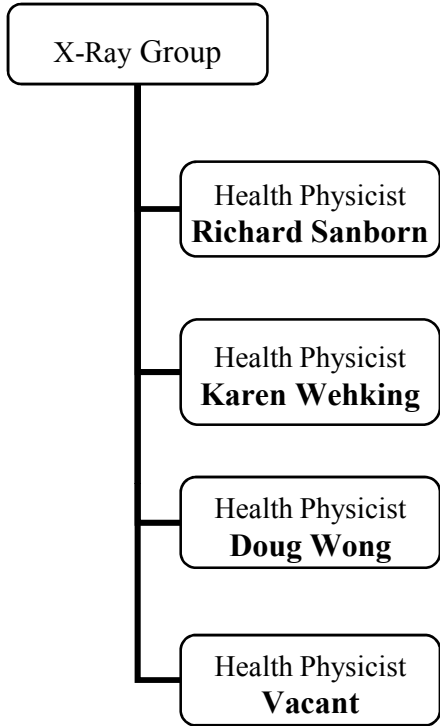 X-Ray Group
Health Physicist
Richard Sanborn
Health Physicist
Karen Wehking
Health Physicist
Doug Wong
Health Physicist
Vacant